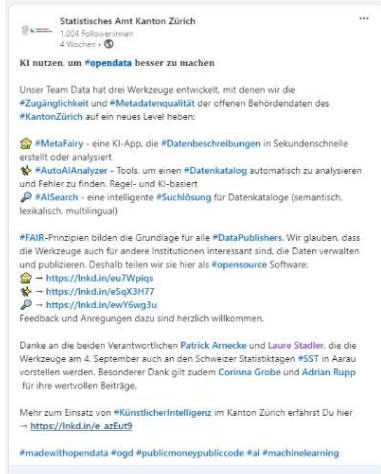 Statistisches Amt Kanton Zürich
1.004 Follower:innen
4 Wochen •
KI nutzen, um #opendata besser zu machen
Unser Team Data hat drei Werkzeuge entwickelt, mit denen wir die
#Zugänglichkeit und #Metadatenqualität der offenen Behördendaten des
#KantonZürich auf ein neues Level heben:
#MetaFairy - eine KI-App, die #Datenbeschreibungen in Sekundenschnelle
erstellt oder analysiert
#AutoAIAnalyzer - Tools, um einen #Datenkatalog automatisch zu analysieren
und Fehler zu finden. Regel- und KI-basiert
#AISearch - eine intelligente #Suchlösung für Datenkataloge (semantisch,
lexikalisch, multilingual)
#FAIR-Prinzipien bilden die Grundlage für alle #DataPublishers. Wir glauben, dass
die Werkzeuge auch für andere Institutionen interessant sind, die Daten verwalten
und publizieren. Deshalb teilen wir sie hier als #opensource Software:
→ https://lnkd.in/eu7Wpiqs
→ https://lnkd.in/eSqX3H77
→ https://lnkd.in/ewY6wg3u
Feedback und Anregungen dazu sind herzlich willkommen.
Danke an die beiden Verantwortlichen Patrick Arnecke und Laure Stadler, die die
Werkzeuge am 4. September auch an den Schweizer Statistiktagen #SST in Aarau
vorstellen werden. Besonderer Dank gilt zudem Corinna Grobe und Adrian Rupp
für ihre wertvollen Beiträge.
Mehr zum Einsatz von #KünstlicherIntelligenz im Kanton Zürich erfährst Du hier
→ https://lnkd.in/e_azEut9
#madewithopendata #ogd #publicmoneypubliccode #ai #machinelearning